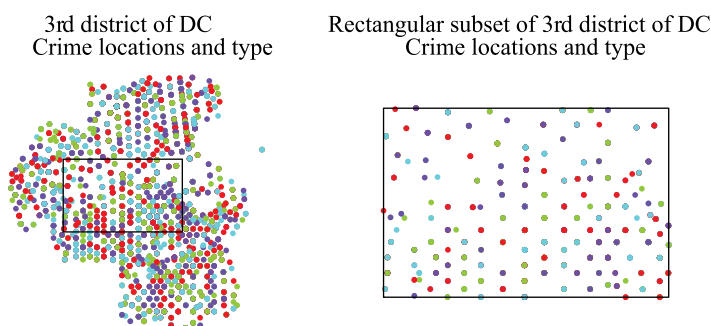 3rd district of DC
Crime locations and type
Rectangular subset of 3rd district of DC
Crime locations and type